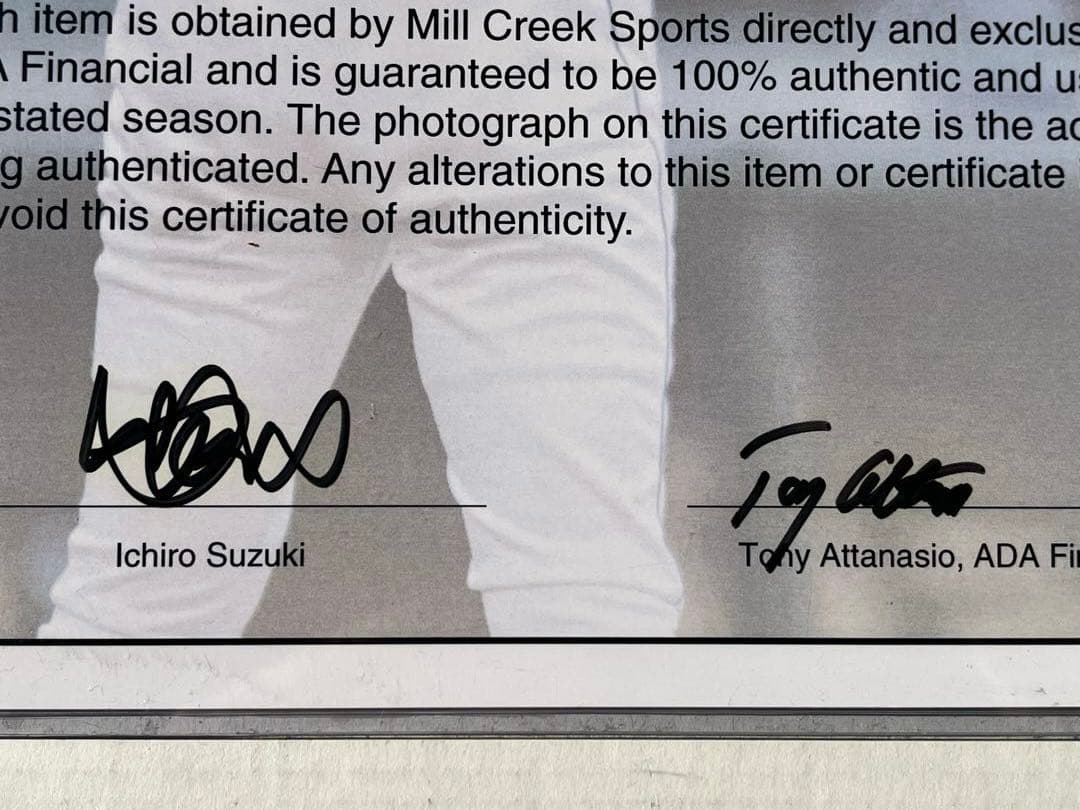 h item is obtained by Mill Creek Sports directly and exclus
A Financial and is guaranteed to be 100% authentic and u
stated season. The photograph on this certificate is the ac
g authenticated. Any alterations to this item or certificate
void this certificate of authenticity.
Tony Attanasio
Ichiro Suzuki
Tony Attanasio, ADA Fi